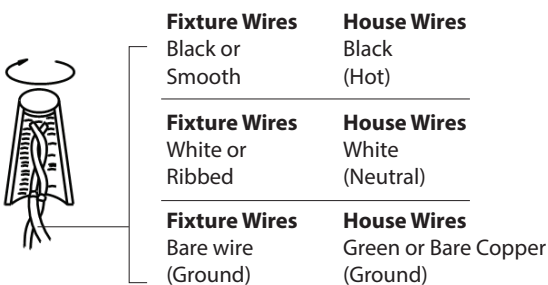 Fixture Wires House Wires
Black or Black
Smooth (Hot)
Fixture Wires House Wires
White or White
Ribbed (Neutral)
Fixture Wires House Wires
Bare wire Green or Bare Copper
(Ground) (Ground)